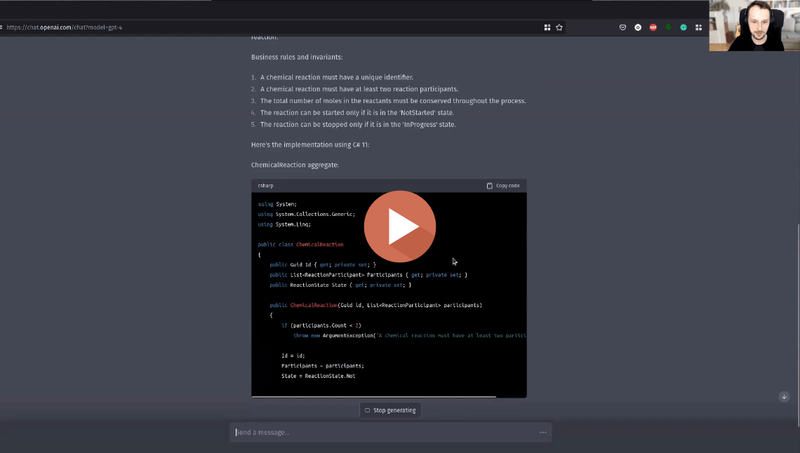 https://chat.openai.com/chat?model=gpt-4
reaction.
Business rules and invariants:
1. A chemical reaction must have a unique identifier.
2. A chemical reaction must have at least two reaction participants.
3. The total number of moles in the reactants must be conserved throughout the process.
4. The reaction can be started only if it is in the 'NotStarted' state.
5. The reaction can be stopped only if it is in the 'InProgress' state.
Here's the implementation using C# 11:
ChemicalReaction aggregate:
csharp Copy code
using System;
using System.Collections.Generic;
using System.Linq;
public class ChemicalReaction
{
public Guid Id { get; private set; }
public List<ReactionParticipant> Participants { get; private set; }
public ReactionState State { get; private set; }
public ChemicalReaction(Guid id, List<ReactionParticipant> participants)
{
if (participants.Count < 2)
throw new ArgumentException("A chemical reaction must have at least two partici
Id = id;
Participants = participants;
State = ReactionState.Not
Stop generating
Send a message...